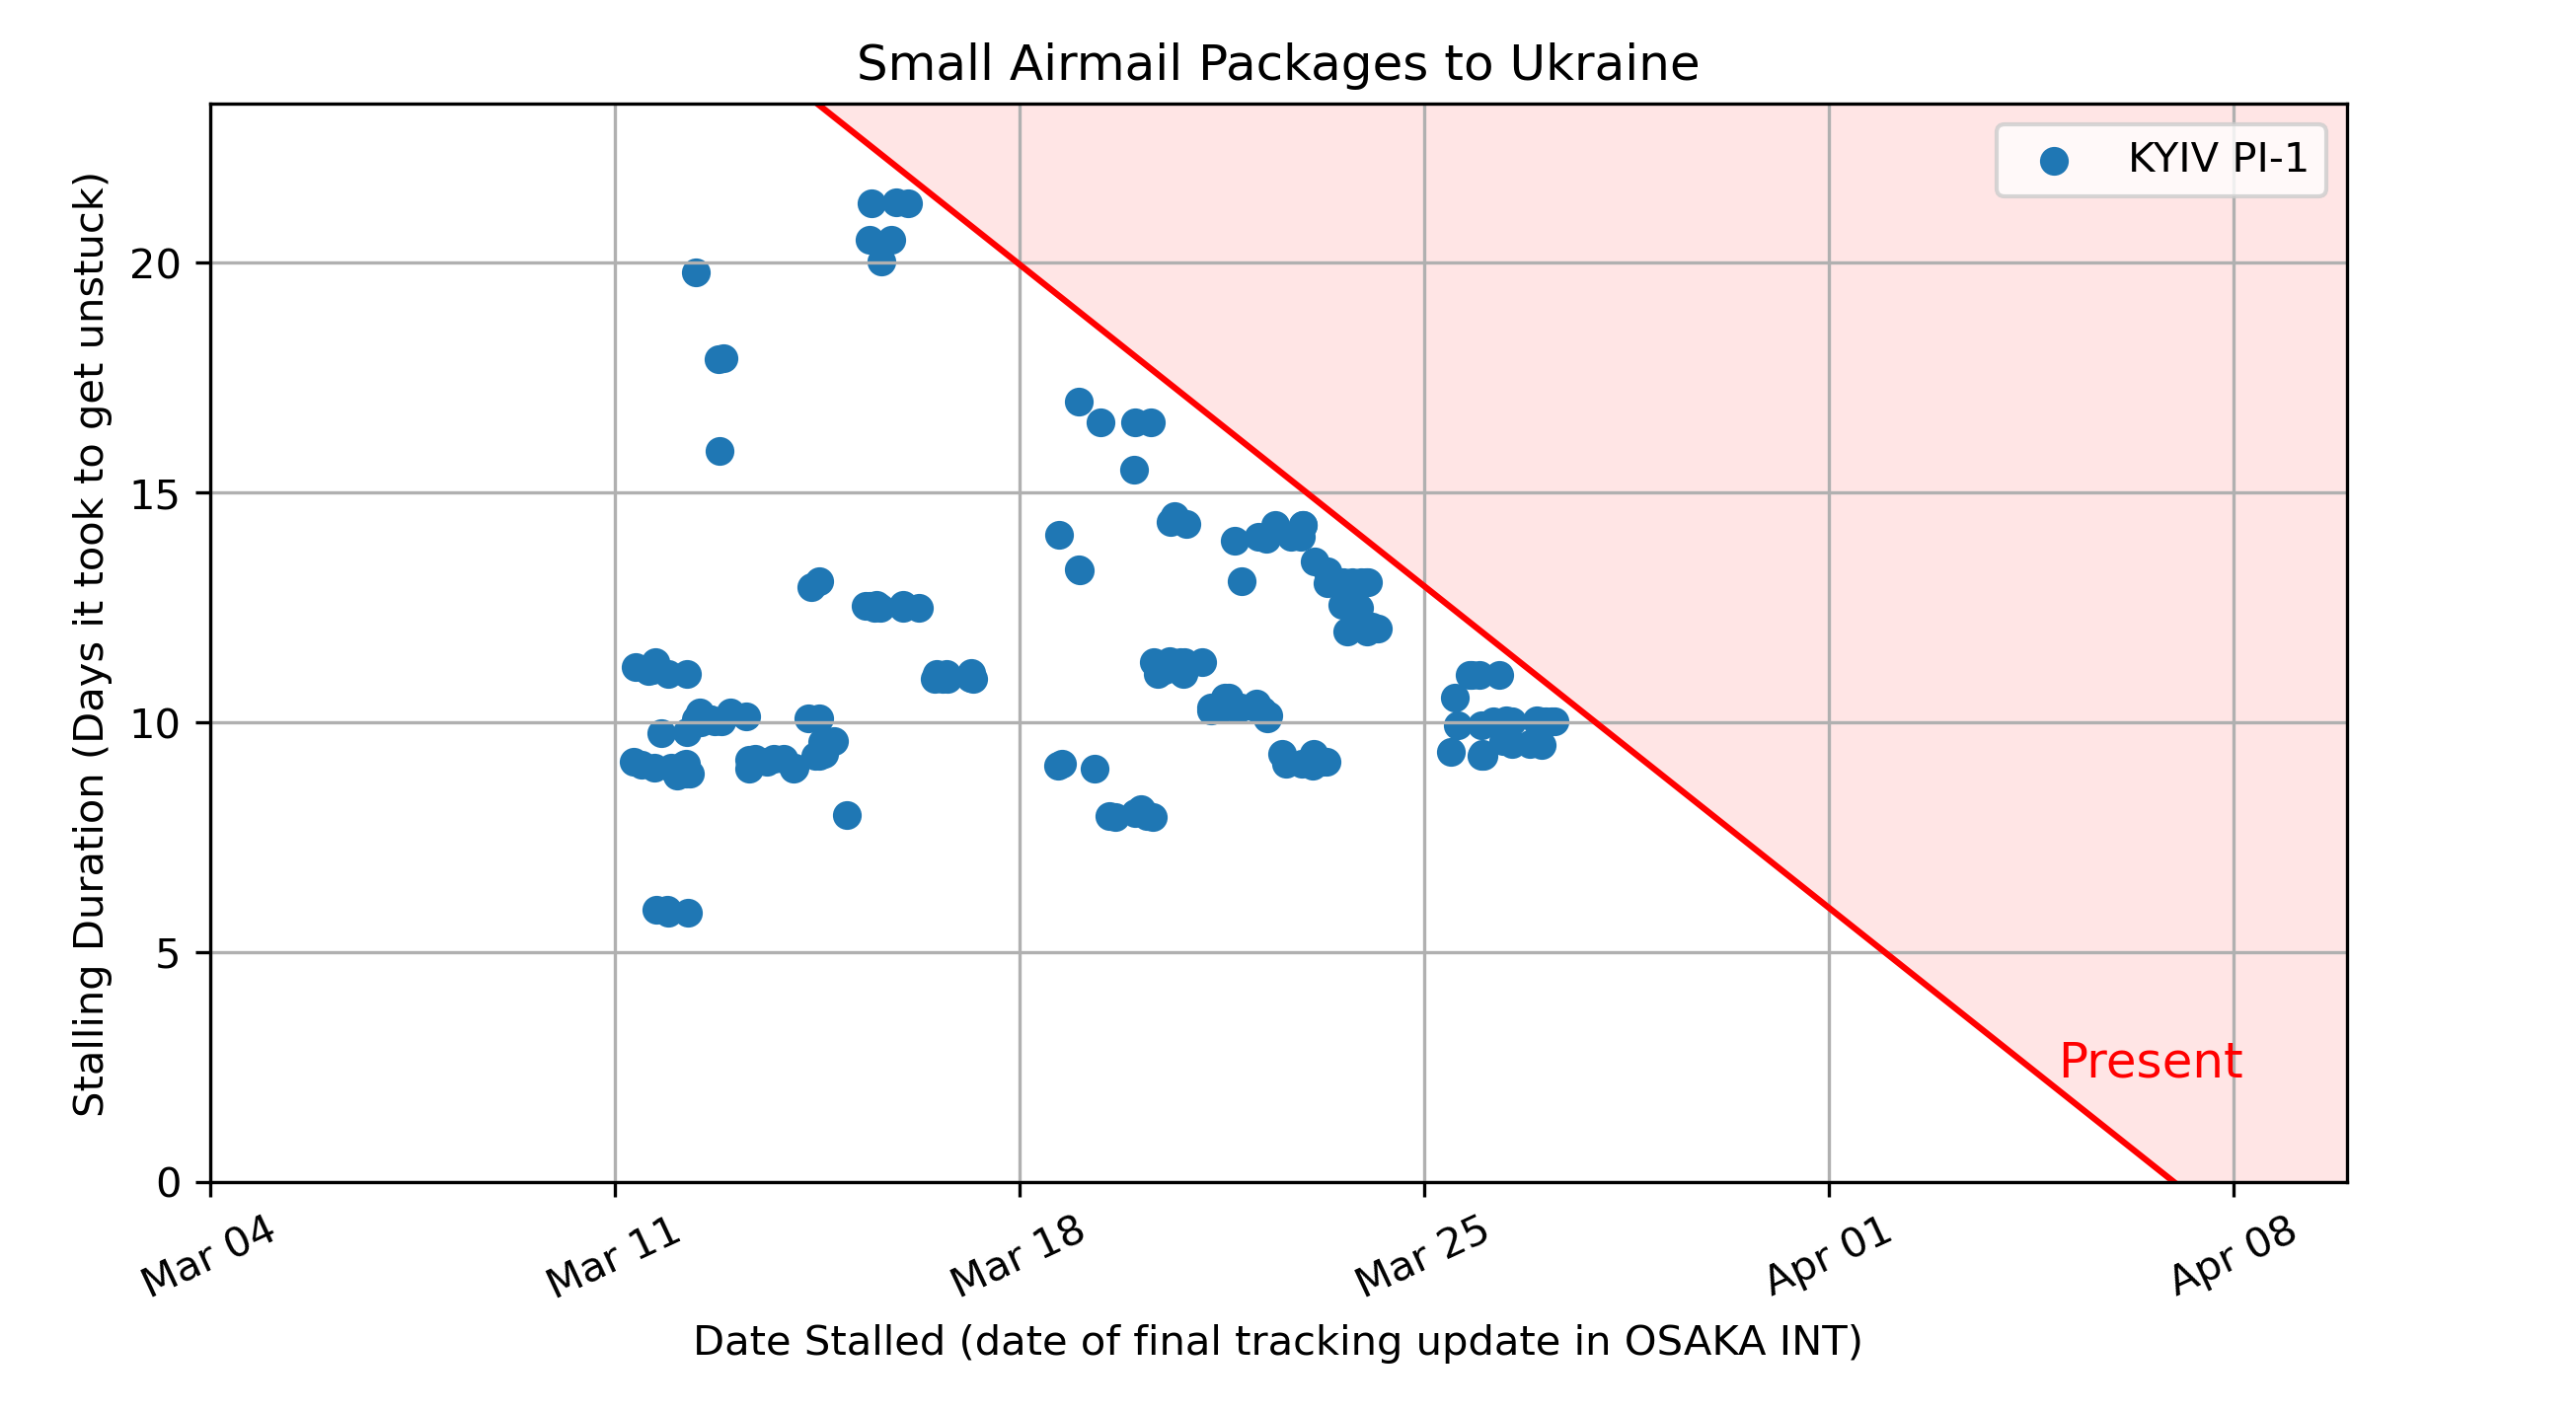 Small Airmail Packages to Ukraine
KYIV PI-1
Stalling Duration (Days it took to get unstuck)
20
15
10
5
0
Present
Mar 04
Mar 11
Mar 18
Mar 25
Apr 01
Apr 08
Date Stalled (date of final tracking update in OSAKA INT)